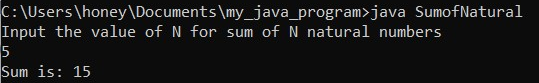 C:\Users\honey\Documents\my_java_program>java SumofNatural
Input the value of N for sum of N natural numbers
5
Sum is: 15